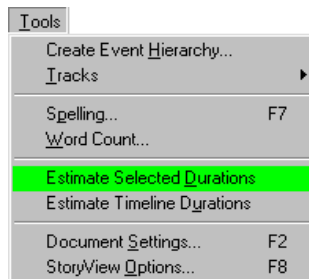 Tools
Create Event Hierarchy...
Tracks
Spelling... F7
Word Count...
Estimate Selected Durations
Estimate Timeline Durations
Document Settings... F2
StoryView Options... F8